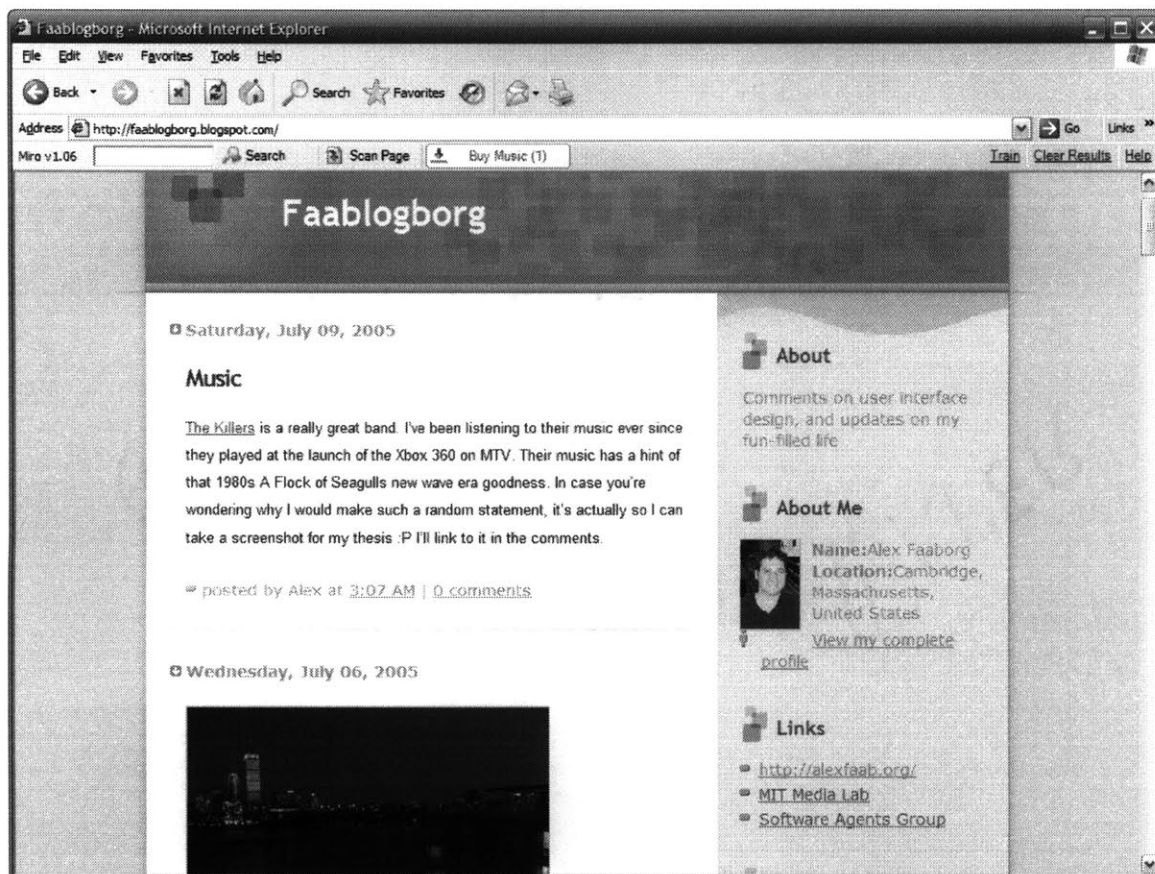 Faablogborg - Microsoft Internet Explorer
File Edit View Favorites Tools Help
Back Search Favorites
Address http://faablogborg.blogspot.com/ Go Links »
Miro v1.06 Search Scan Page Buy Music (1) Train Clear Results Help
Faablogborg
Saturday, July 09, 2005
Music
The Killers is a really great band. I've been listening to their music ever since
they played at the launch of the Xbox 360 on MTV. Their music has a hint of
that 1980s A Flock of Seagulls new wave era goodness. In case you're
wondering why I would make such a random statement, it's actually so I can
take a screenshot for my thesis :P I'll link to it in the comments.
posted by Alex at 3:07 AM | 0 comments
Wednesday, July 06, 2005
About
Comments on user interface
design, and updates on my
fun-filled life
About Me
Name:Alex Faaborg
Location:Cambridge,
Massachusetts,
United States
View my complete
profile
Links
http://alexfaab.org/
MIT Media Lab
Software Agents Group